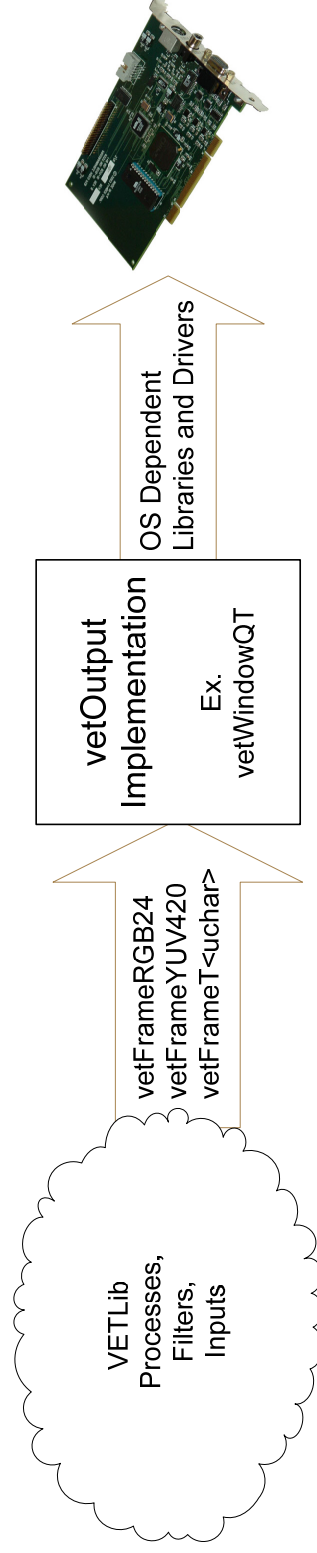 VETLib
Processes,
Filters,
Inputs
vetFrameRGB24
vetFrameYUV420
vetFrameT<uchar>
vetOutput
Implementation
Ex.
vetWindowQT
OS Dependent
Libraries and Drivers